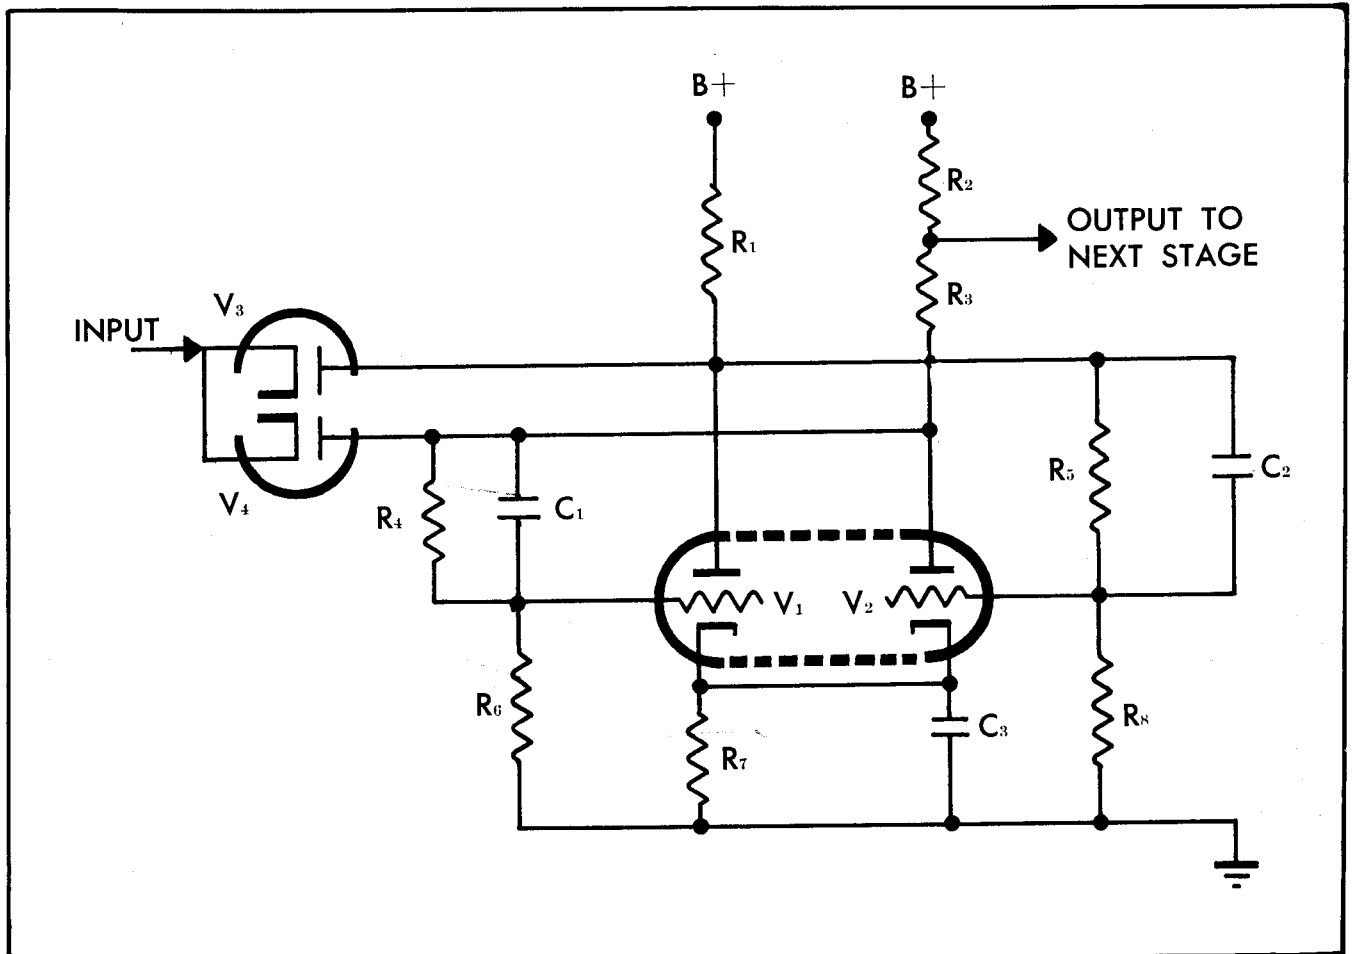 B+
B+
R2
OUTPUT TO
NEXT STAGE
R1
R3
V3
INPUT
V4
R4
C1
R5
C2
V1
V2
R6
R7
C3
R8